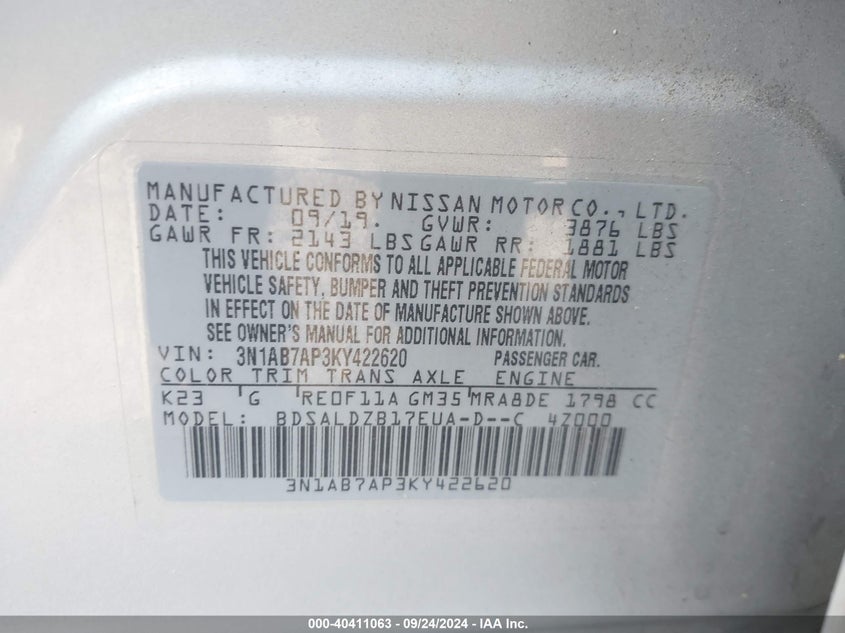 MANUFACTURED BY NISSAN MOTOR CO., LTD.
DATE: 09/19. GVWR: 3876 LBS
GAWR FR: 2143 LBS GAWR RR: 1881 LBS
THIS VEHICLE CONFORMS TO ALL APPLICABLE FEDERAL MOTOR
VEHICLE SAFETY, BUMPER AND THEFT PREVENTION STANDARDS
IN EFFECT ON THE DATE OF MANUFACTURE SHOWN ABOVE.
SEE OWNER'S MANUAL FOR ADDITIONAL INFORMATION.
VIN: 3N1AB7AP3KY422620 PASSENGER CAR.
COLOR TRIM TRANS AXLE ENGINE
K23 G RE0F11A GM35 MRA8DE 1798 CC
MODEL: BDSALDZB17EUA-D--C 4Z000
3N1AB7AP3KY422620
000-40411063 - 09/24/2024 - IAA Inc.